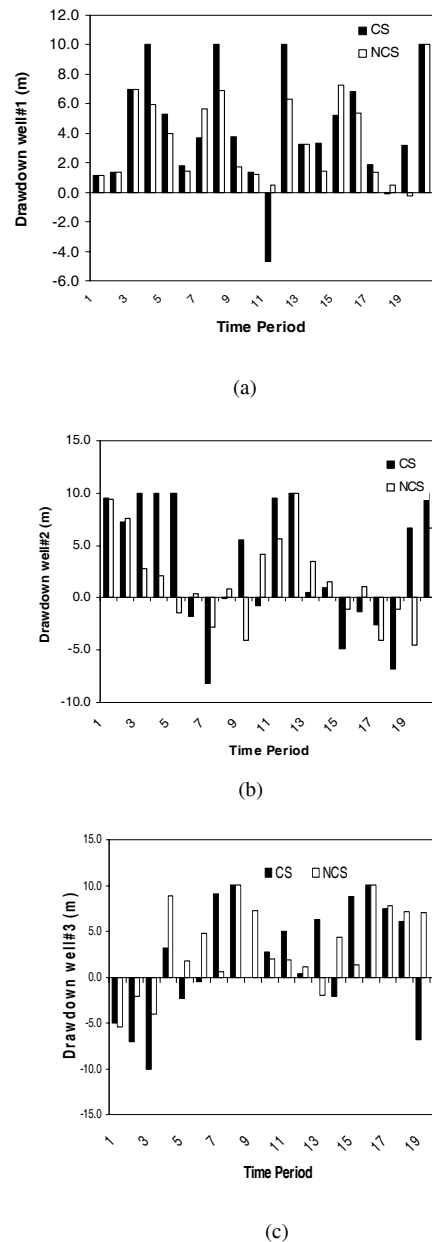 12.0
10.0
8.0
6.0
4.0
2.0
0.0
-2.0
-4.0
-6.0
Drawdown well#1 (m)
CS
NCS
1 3 5 7 9 11 13 15 17 19
Time Period
(a)
15.0
10.0
5.0
0.0
-5.0
-10.0
Drawdown well#2 (m)
CS
NCS
1 3 5 7 9 11 13 15 17 19
Time Period
(b)
15.0
10.0
5.0
0.0
-5.0
-10.0
-15.0
Drawdown well#3 (m)
CS NCS
1 3 5 7 9 11 13 15 17 19
Time Period
(c)